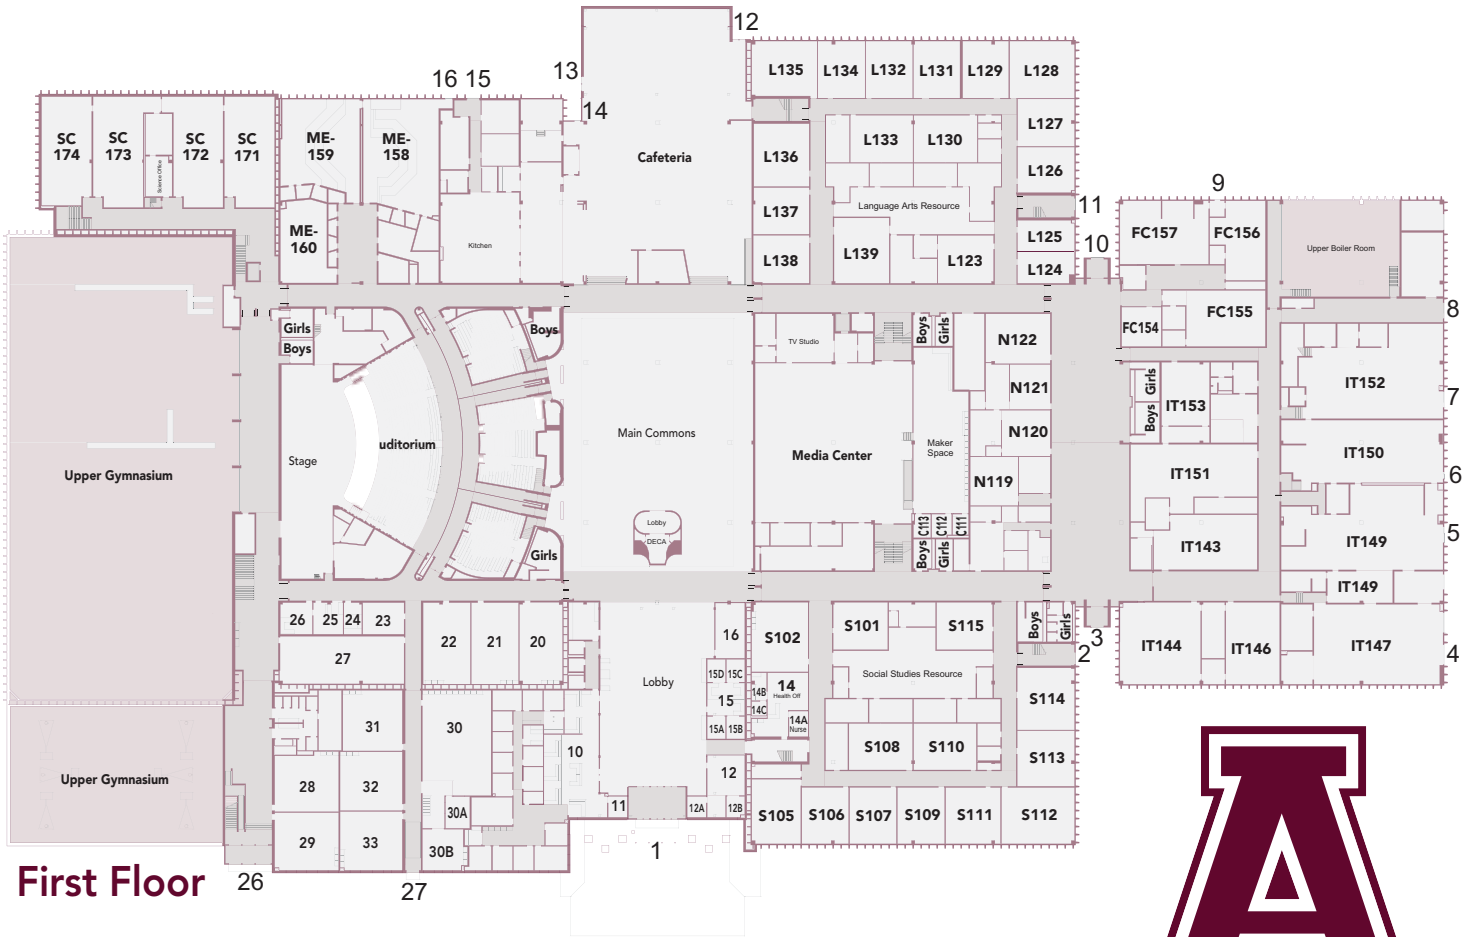 12
L135
L134
L132
L131
L129
L128
13
16
15
14
SC
174
SC
173
Science Office
SC
172
SC
171
ME-
159
ME-
158
Cafeteria
L136
L133
L130
L127
L126
9
L137
Language Arts Resource
11
ME-
160
Kitchen
L138
L139
L123
L125
L124
10
FC157
FC156
Upper Boiler Room
8
FC155
FC154
Girls
Boys
Boys
TV Studio
Boys
Girls
N122
N121
N120
N119
Girls
Boys
IT153
IT152
7
Upper Gymnasium
Stage
uditorium
Main Commons
Media Center
Maker
Space
IT151
IT150
6
Lobby
DECA
C113
C112
C111
Girls
Boys
Girls
IT143
IT149
5
IT149
26
25
24
23
22
21
20
16
S102
S101
S115
Boys
Girls
3
2
IT144
IT146
IT147
4
27
Lobby
15D
15C
15
15A
15B
14B
14C
14
Health Off
14A
Nurse
Social Studies Resource
S114
31
30
10
S108
S110
S113
Upper Gymnasium
28
32
12
30A
11
12A
12B
S105
S106
S107
S109
S111
S112
29
33
30B
1
First Floor
26
27
A